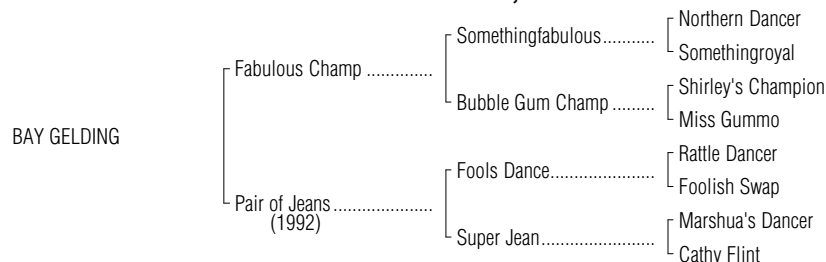 Northern Dancer
Somethingfabulous...........
Somethingroyal
Fabulous Champ ..............
Shirley's Champion
Bubble Gum Champ .........
Miss Gummo
BAY GELDING
Rattle Dancer
Fools Dance.....................
Foolish Swap
Pair of Jeans.....................
(1992)
Marshua's Dancer
Super Jean.......................
Cathy Flint